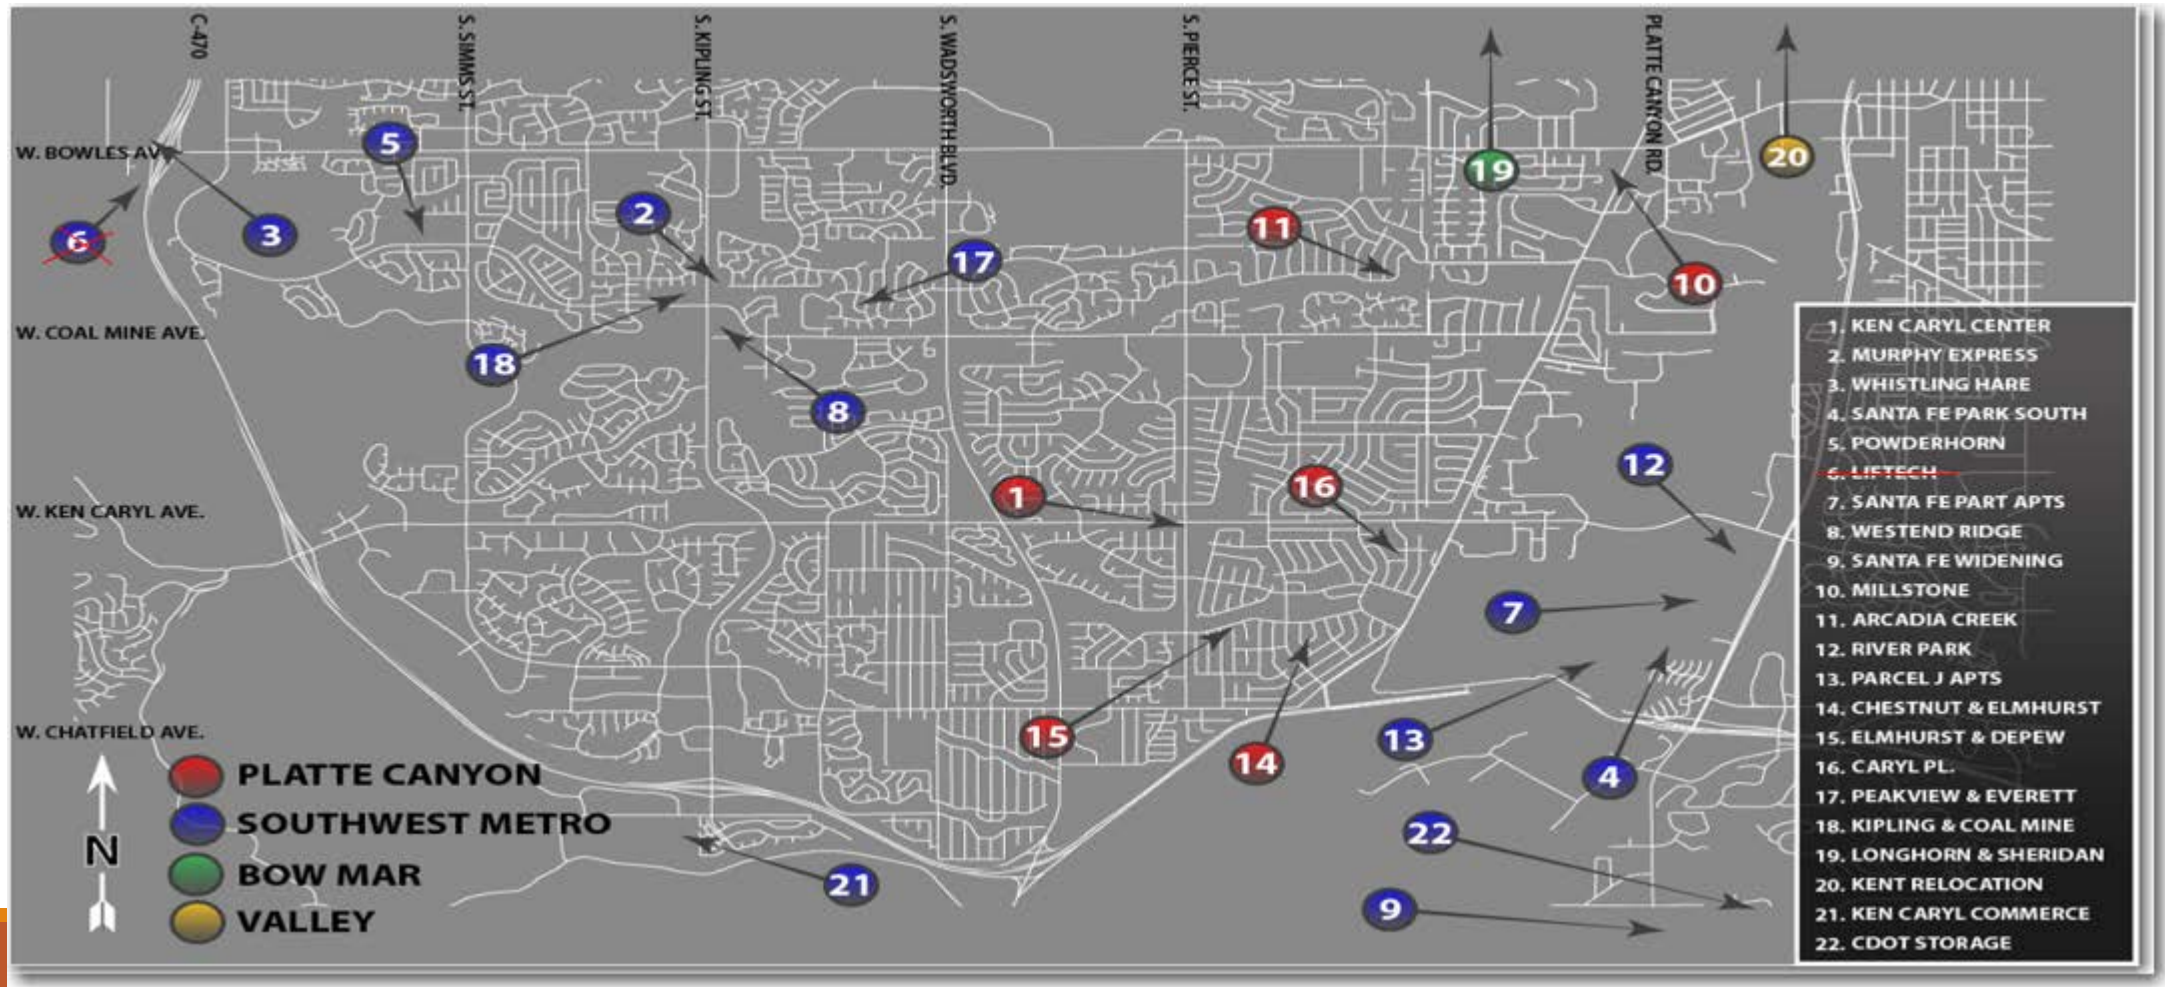 C-470
S. SIMMS ST.
S. KIPLING ST.
S. WADSWORTH BLVD.
S. PIERCE ST.
PLATTE CANYON RD.
W. BOWLES AV
W. COAL MINE AVE.
W. KEN CARYL AVE.
W. CHATFIELD AVE.
5
19
20
2
11
6
3
17
10
18
8
12
1
16
7
15
13
14
4
22
21
9
N
PLATTE CANYON
SOUTHWEST METRO
BOW MAR
VALLEY
1. KEN CARYL CENTER
2. MURPHY EXPRESS
3. WHISTLING HARE
4. SANTA FE PARK SOUTH
5. POWDERHORN
6. LIFTECH
7. SANTA FE PART APTS
8. WESTEND RIDGE
9. SANTA FE WIDENING
10. MILLSTONE
11. ARCADIA CREEK
12. RIVER PARK
13. PARCEL J APTS
14. CHESTNUT & ELMHURST
15. ELMHURST & DEPEW
16. CARYL PL.
17. PEAKVIEW & EVERETT
18. KIPLING & COAL MINE
19. LONGHORN & SHERIDAN
20. KENT RELOCATION
21. KEN CARYL COMMERCE
22. CDOT STORAGE